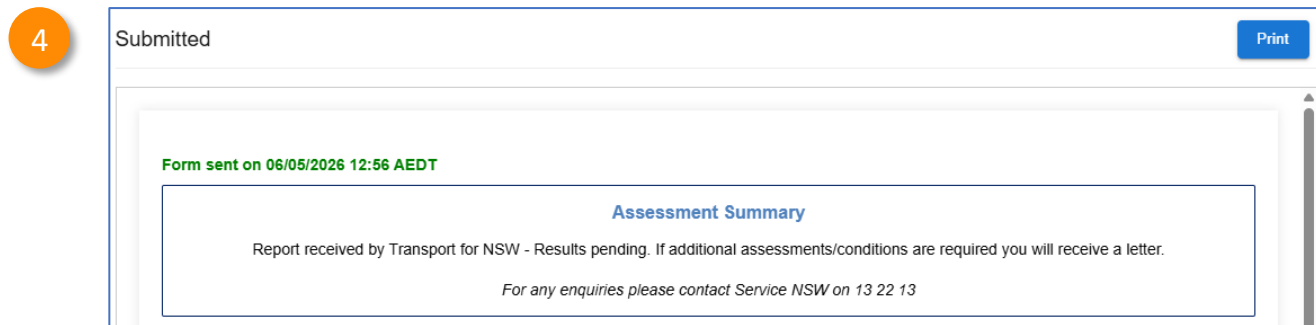 4
Submitted
Print
Form sent on 06/05/2026 12:56 AEDT
Assessment Summary
Report received by Transport for NSW - Results pending. If additional assessments/conditions are required you will receive a letter.
For any enquiries please contact Service NSW on 13 22 13